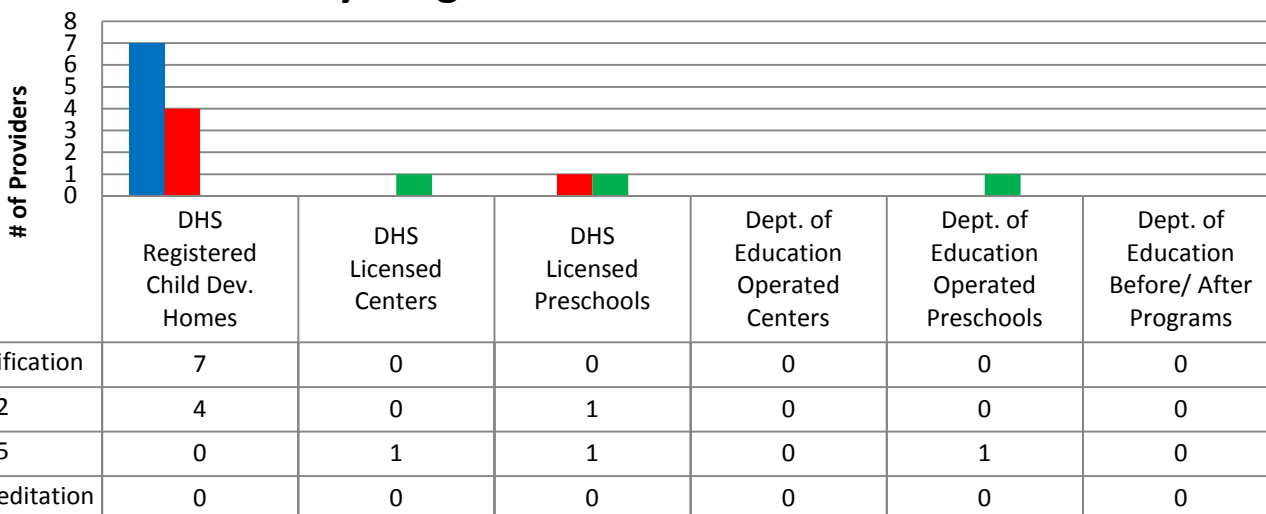 8
7
6
5
4
3
2
1
0
# of Providers
DHS Registered Child Dev. Homes
DHS Licensed Centers
DHS Licensed Preschools
Dept. of Education Operated Centers
Dept. of Education Operated Preschools
Dept. of Education Before/ After Programs
ification 7 0 0 0 0 0
2 4 0 1 0 0 0
5 0 1 1 0 1 0
editation 0 0 0 0 0 0